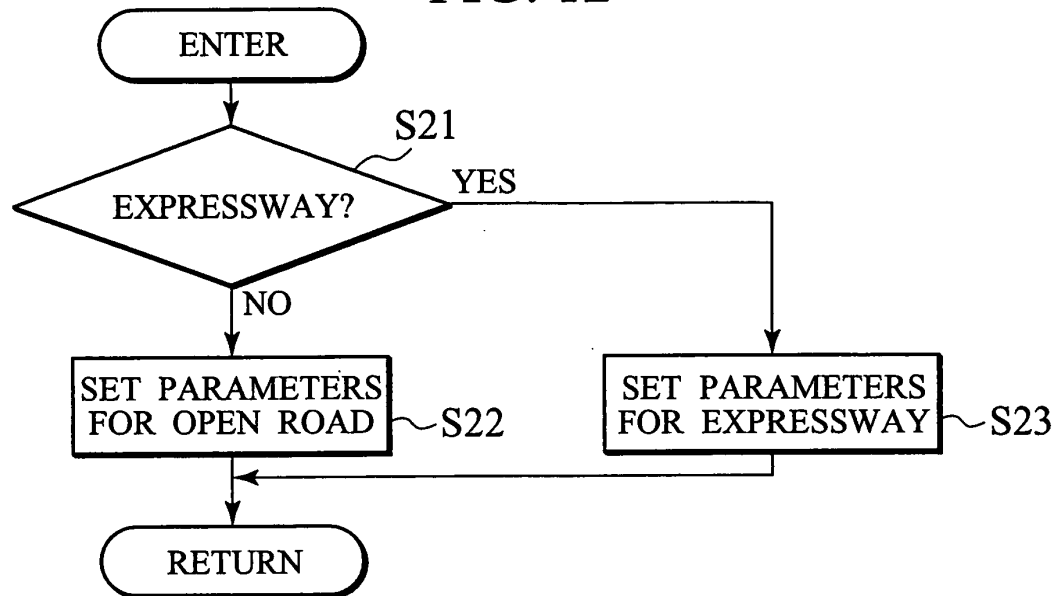 ENTER
S21
EXPRESSWAY?
YES
NO
SET PARAMETERS
FOR OPEN ROAD
S22
SET PARAMETERS
FOR EXPRESSWAY
S23
RETURN